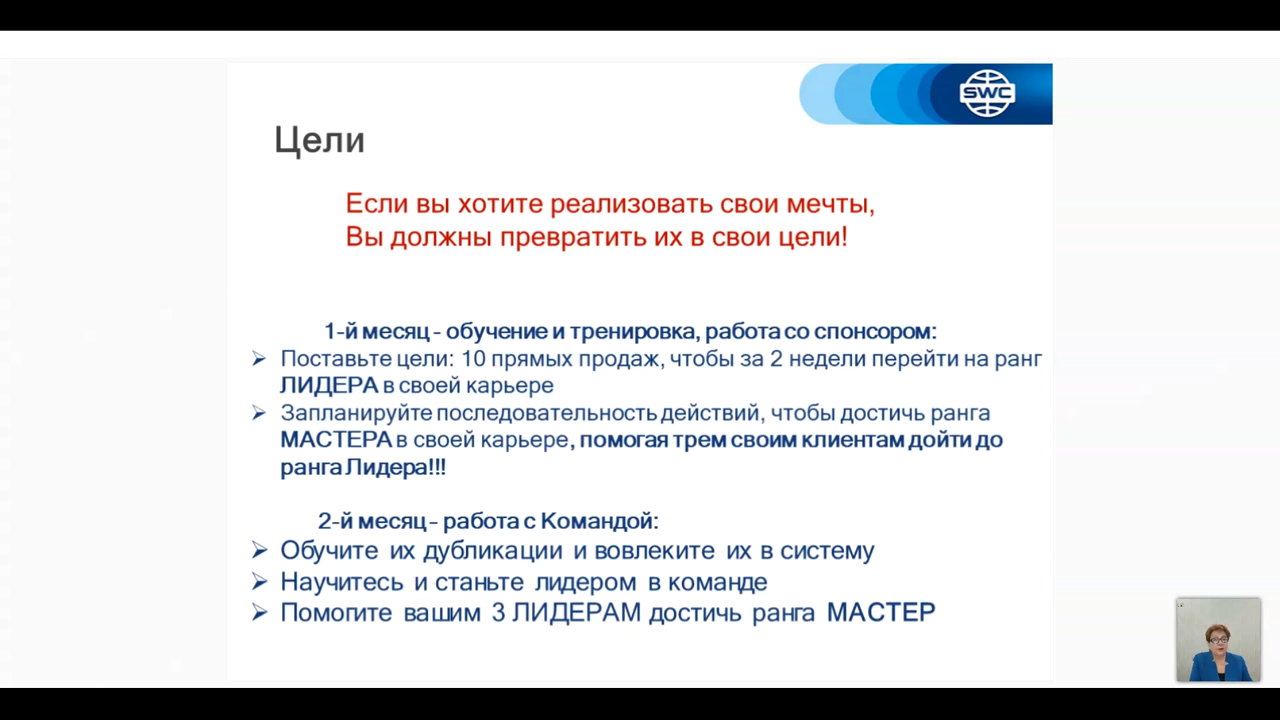 SWC
Цели
Если вы хотите реализовать свои мечты,
Вы должны превратить их в свои цели!
1-й месяц - обучение и тренировка, работа со спонсором:
➢ Поставьте цели: 10 прямых продаж, чтобы за 2 недели перейти на ранг
ЛИДЕРА в своей карьере
➢ Запланируйте последовательность действий, чтобы достичь ранга
МАСТЕРА в своей карьере, помогая трем своим клиентам дойти до
ранга Лидера!!!
2-й месяц - работа с Командой:
➢ Обучите их дубликации и вовлеките их в систему
➢ Научитесь и станьте лидером в команде
➢ Помогите вашим 3 ЛИДЕРАМ достичь ранга МАСТЕР